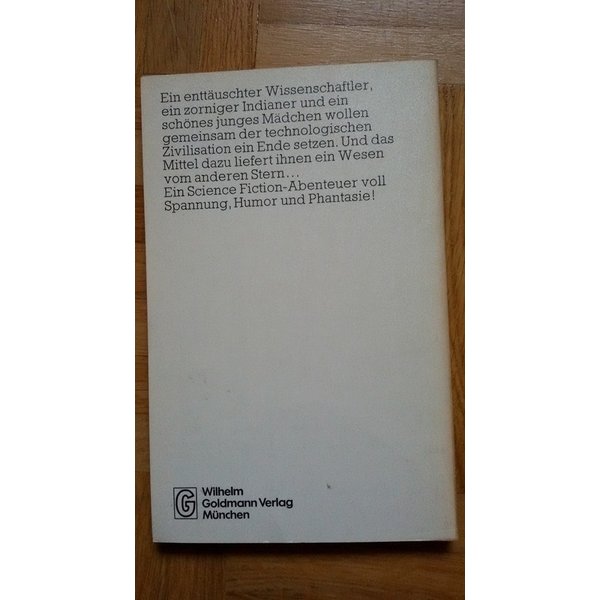 Ein enttäuschter Wissenschaftler,
ein zorniger Indianer und ein
schönes junges Mädchen wollen
gemeinsam der technologischen
Zivilisation ein Ende setzen. Und das
Mittel dazu liefert ihnen ein Wesen
vom anderen Stern...
Ein Science Fiction-Abenteuer voll
Spannung, Humor und Phantasie!
G
Wilhelm
Goldmann Verlag
München